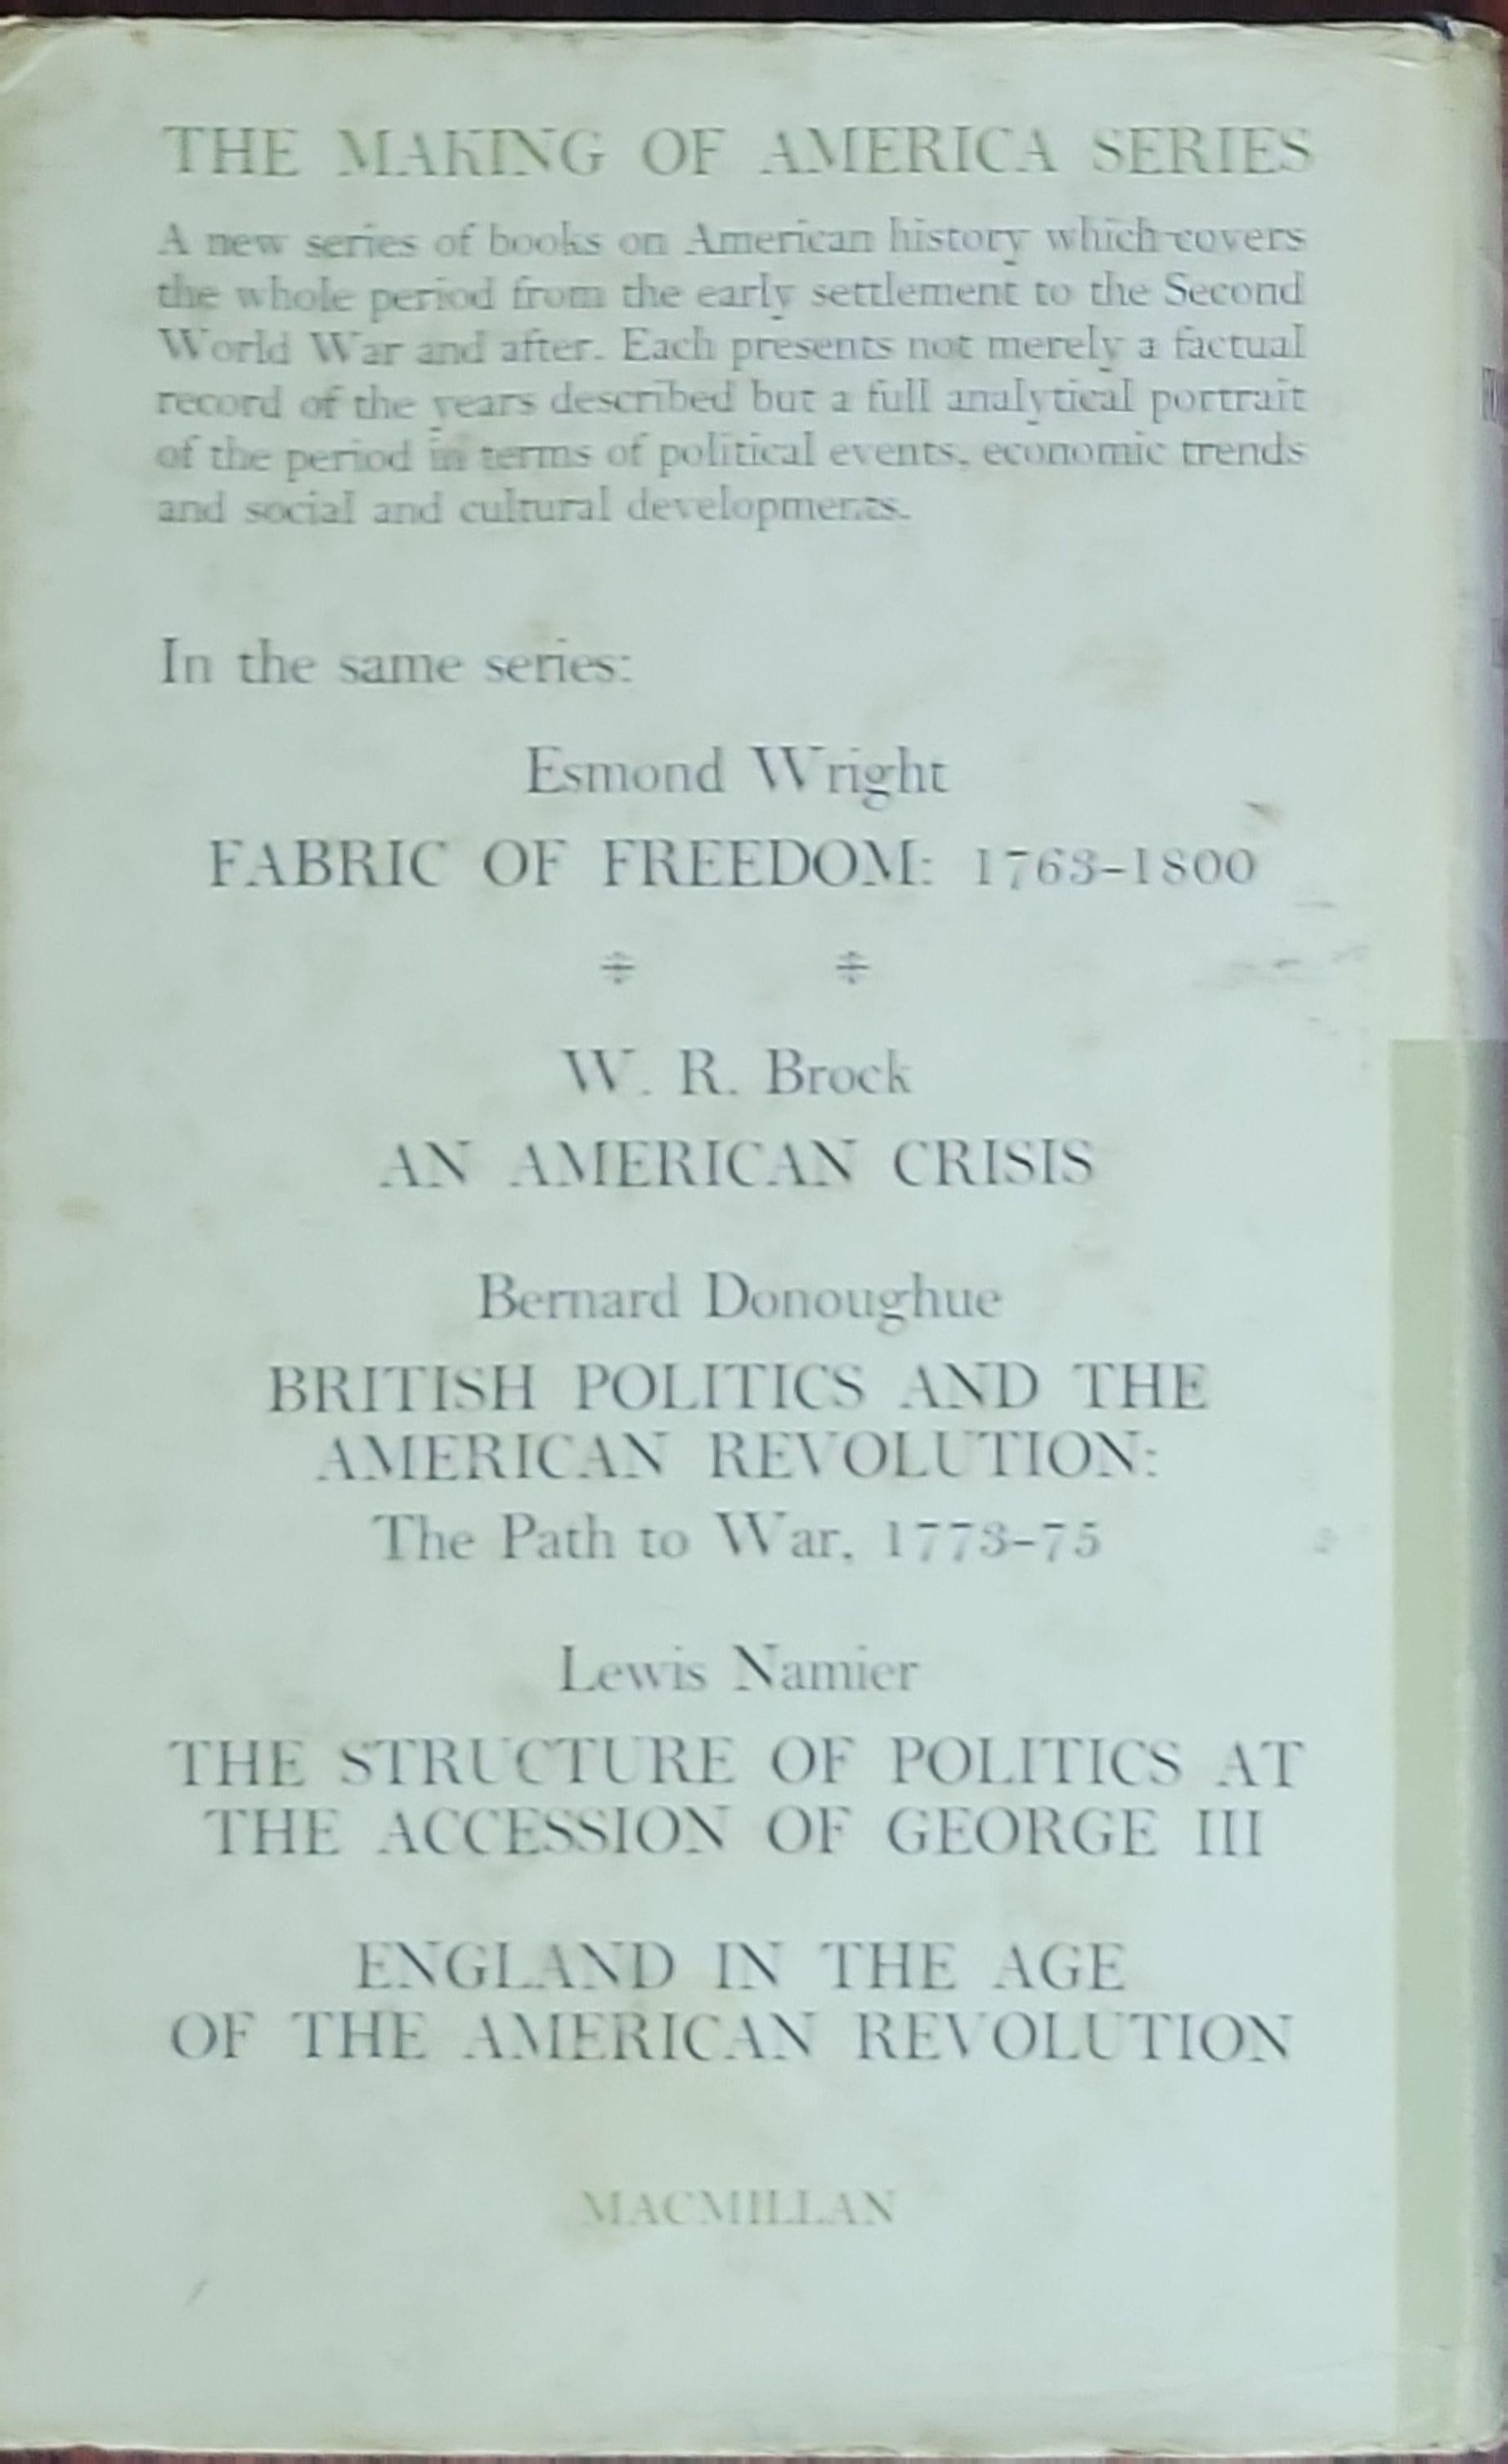 THE MAKING OF AMERICA SERIES
A new series of books on American history which covers
the whole period from the early settlement to the Second
World War and after. Each presents not merely a factual
record of the years described but a full analytical portrait
of the period in terms of political events, economic trends
and social and cultural developments.
In the same series:
Esmond Wright
FABRIC OF FREEDOM: 1763–1800
W. R. Brock
AN AMERICAN CRISIS
Bernard Donoughue
BRITISH POLITICS AND THE
AMERICAN REVOLUTION:
The Path to War, 1773–75
Lewis Namier
THE STRUCTURE OF POLITICS AT
THE ACCESSION OF GEORGE III
ENGLAND IN THE AGE
OF THE AMERICAN REVOLUTION
MACMILLAN